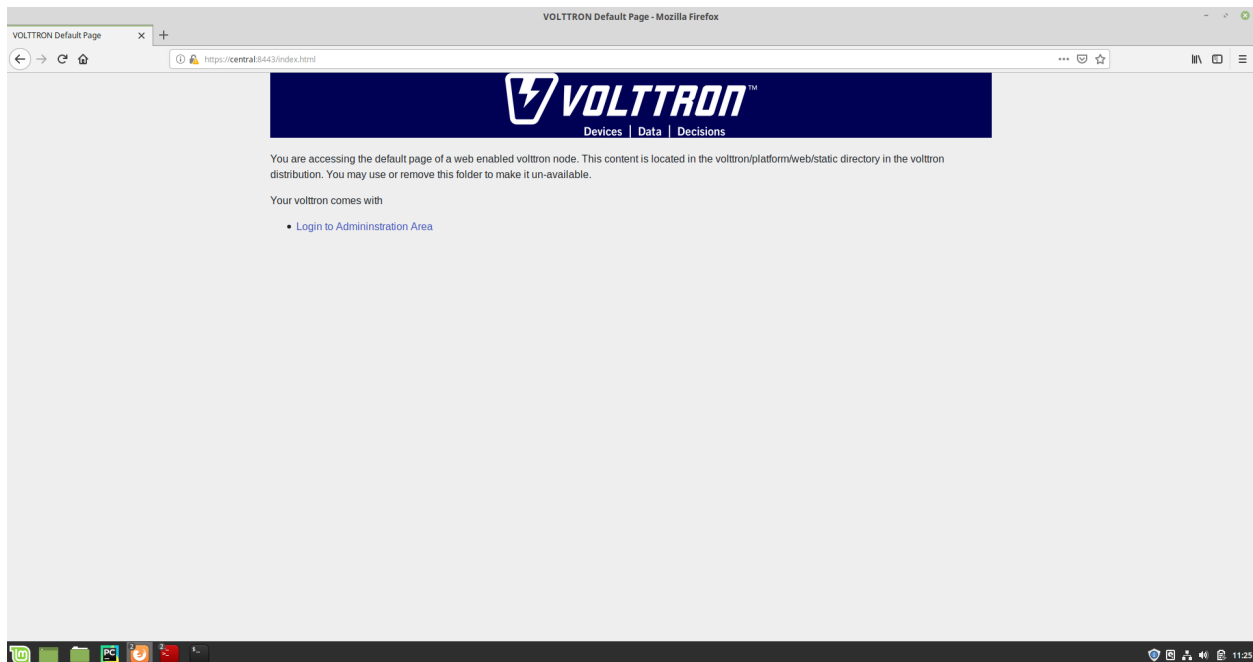 VOLTTRON Default Page - Mozilla Firefox
VOLTTRON Default Page
https://central:8443/index.html
VOLTTRON™
Devices | Data | Decisions
You are accessing the default page of a web enabled volttron node. This content is located in the volttron/platform/web/static directory in the volttron
distribution. You may use or remove this folder to make it un-available.
Your volttron comes with
• Login to Admininstration Area
PC
2
2
11:25